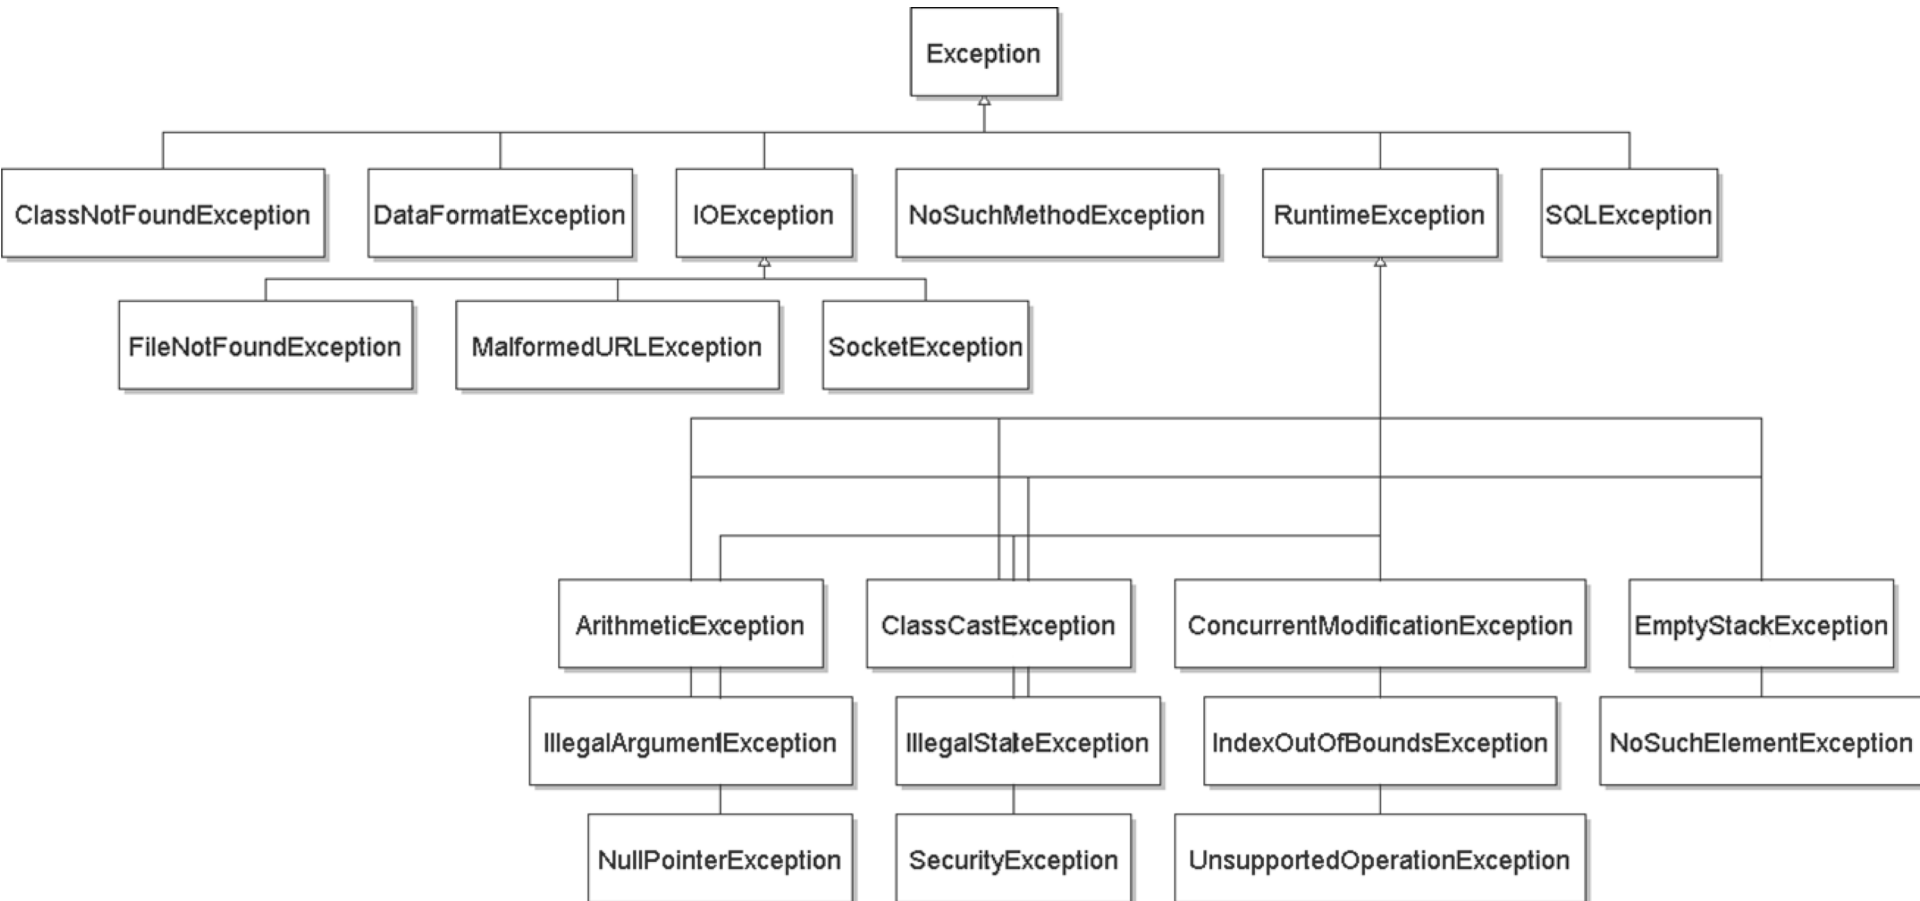 Exception
ClassNotFoundException
DataFormatException
IOException
NoSuchMethodException
RuntimeException
SQLException
FileNotFoundException
MalformedURLException
SocketException
ArithmeticException
ClassCastException
ConcurrentModificationException
EmptyStackException
IllegalArgumentException
IllegalStateException
IndexOutOfBoundsException
NoSuchElementException
NullPointerException
SecurityException
UnsupportedOperationException